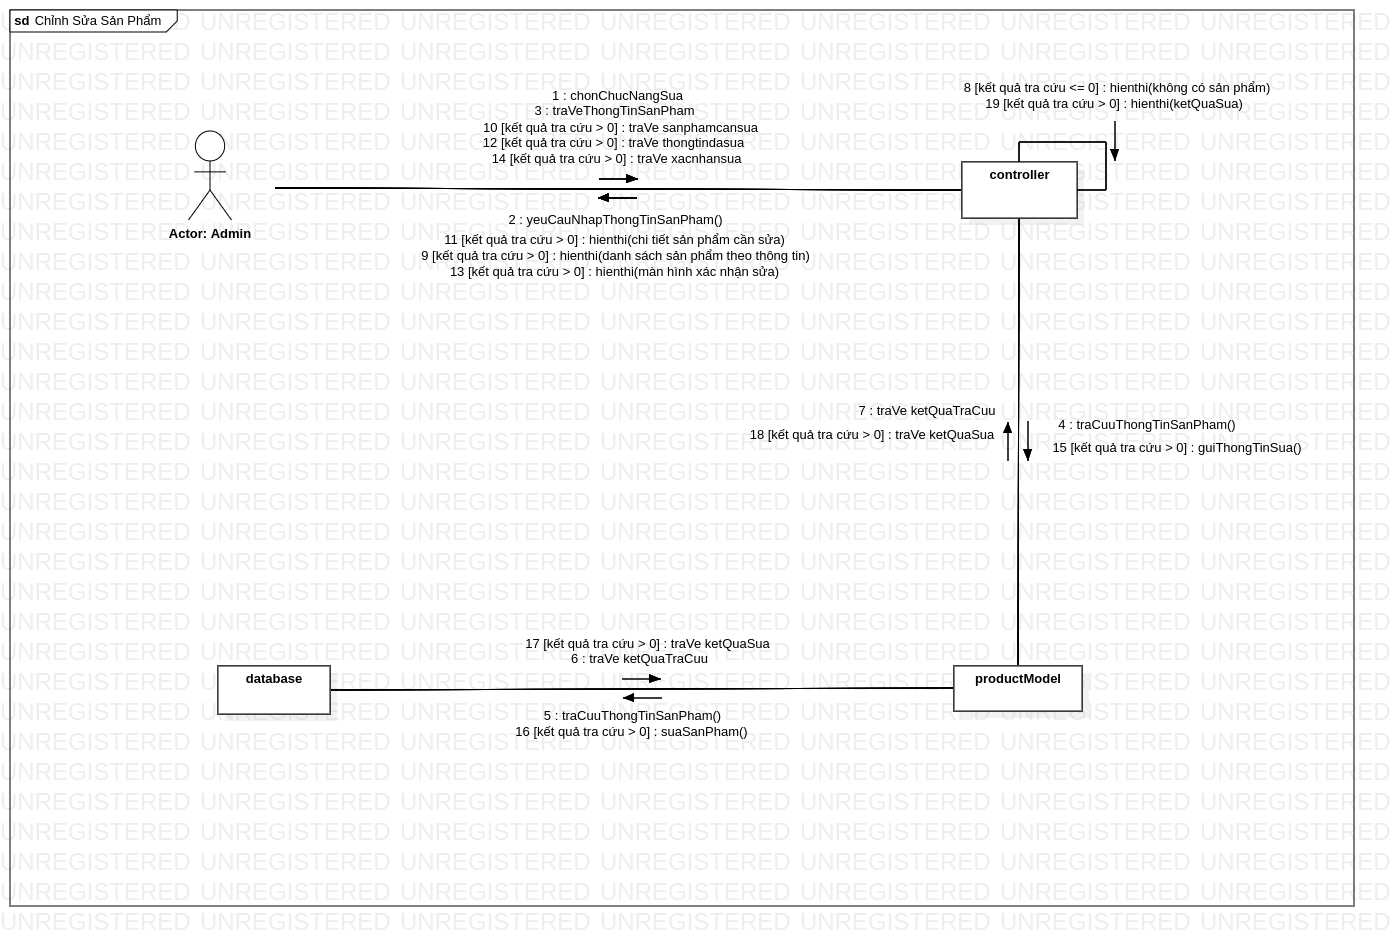 sd Chỉnh Sửa Sản Phẩm
1 : chonChucNangSua
3 : traVeThongTinSanPham
10 [kết quả tra cứu > 0] : traVe sanphamcansua
12 [kết quả tra cứu > 0] : traVe thongtindasua
14 [kết quả tra cứu > 0] : traVe xacnhansua
8 [kết quả tra cứu <= 0] : hienthi(không có sản phẩm)
19 [kết quả tra cứu > 0] : hienthi(ketQuaSua)
controller
Actor: Admin
2 : yeuCauNhapThongTinSanPham()
11 [kết quả tra cứu > 0] : hienthi(chi tiết sản phẩm cần sửa)
9 [kết quả tra cứu > 0] : hienthi(danh sách sản phẩm theo thông tin)
13 [kết quả tra cứu > 0] : hienthi(màn hình xác nhận sửa)
7 : traVe ketQuaTraCuu
18 [kết quả tra cứu > 0] : traVe ketQuaSua
4 : traCuuThongTinSanPham()
15 [kết quả tra cứu > 0] : guiThongTinSua()
17 [kết quả tra cứu > 0] : traVe ketQuaSua
6 : traVe ketQuaTraCuu
database
productModel
5 : traCuuThongTinSanPham()
16 [kết quả tra cứu > 0] : suaSanPham()
UNREGISTERED